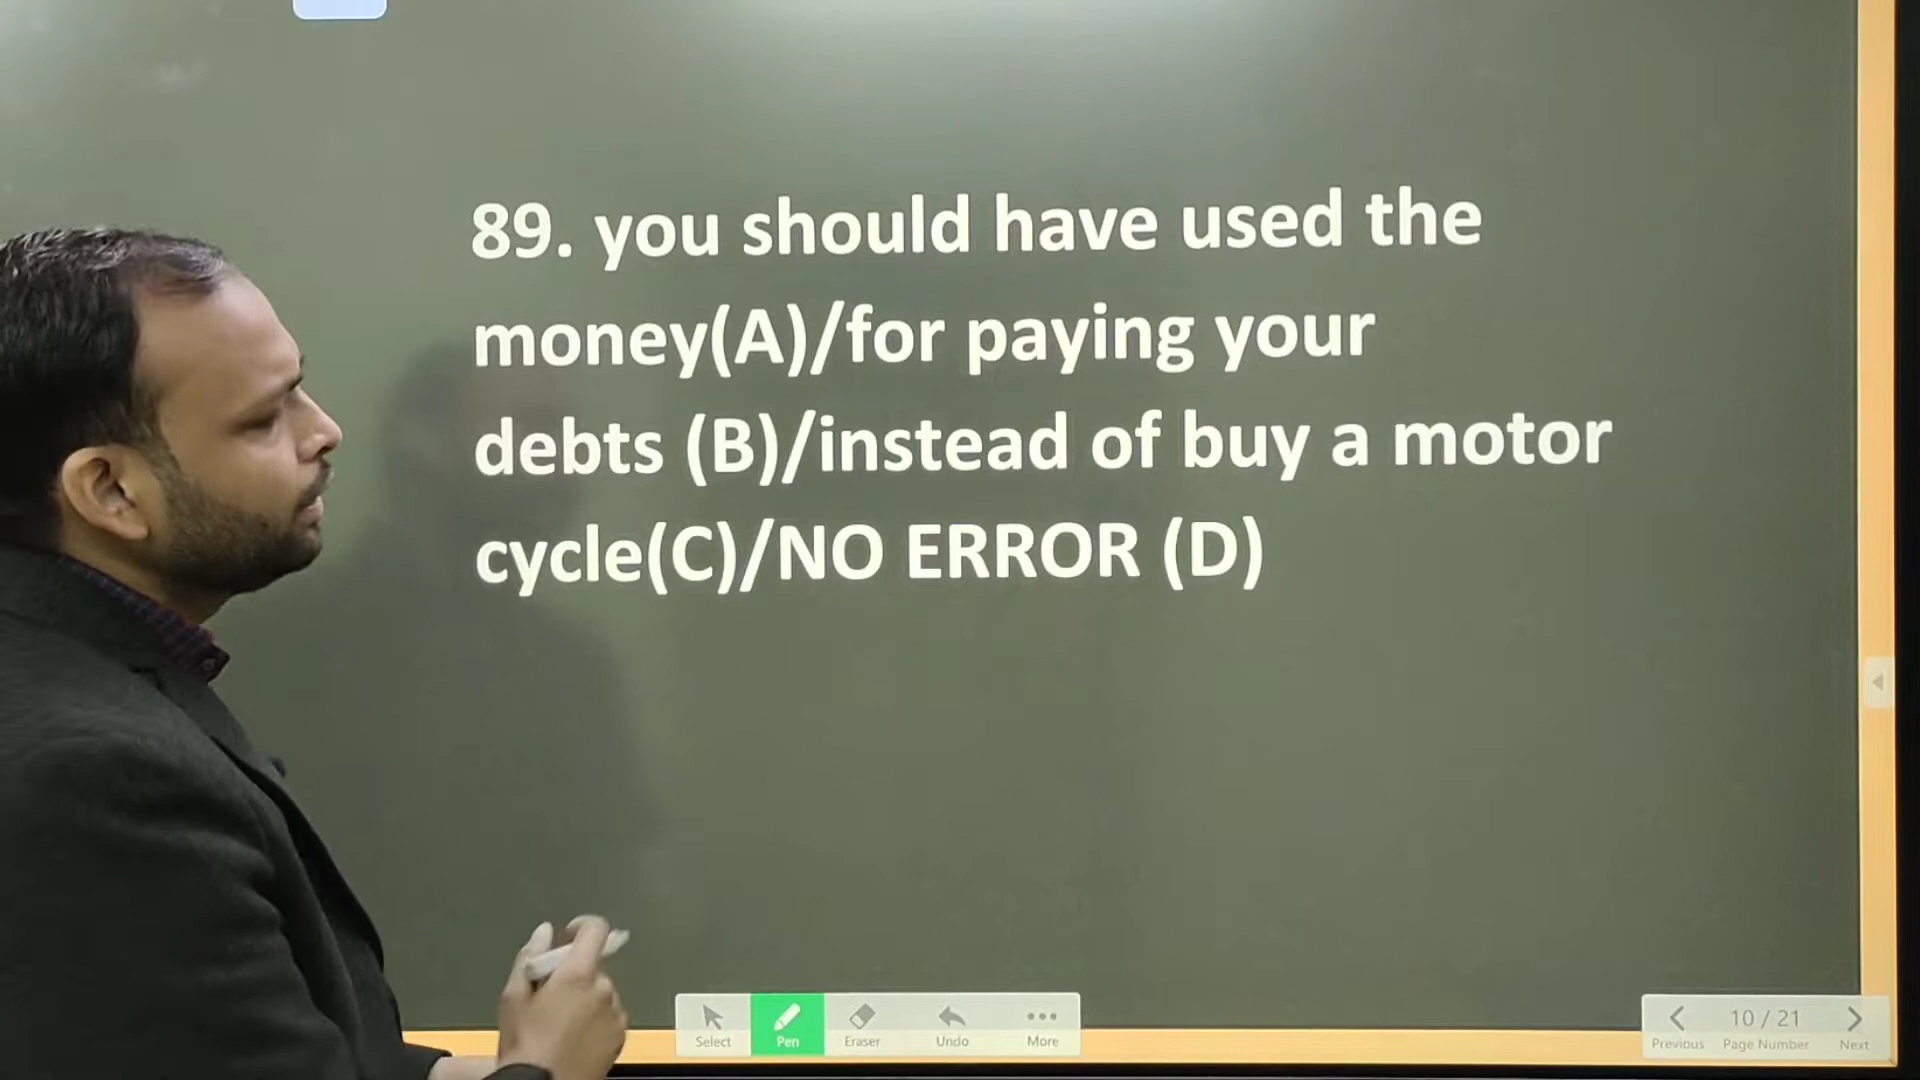 89. you should have used the
money(A)/for paying your
debts (B)/instead of buy a motor
cycle(C)/NO ERROR (D)
Select Pen Eraser Undo More
10 / 21
Previous Page Number Next